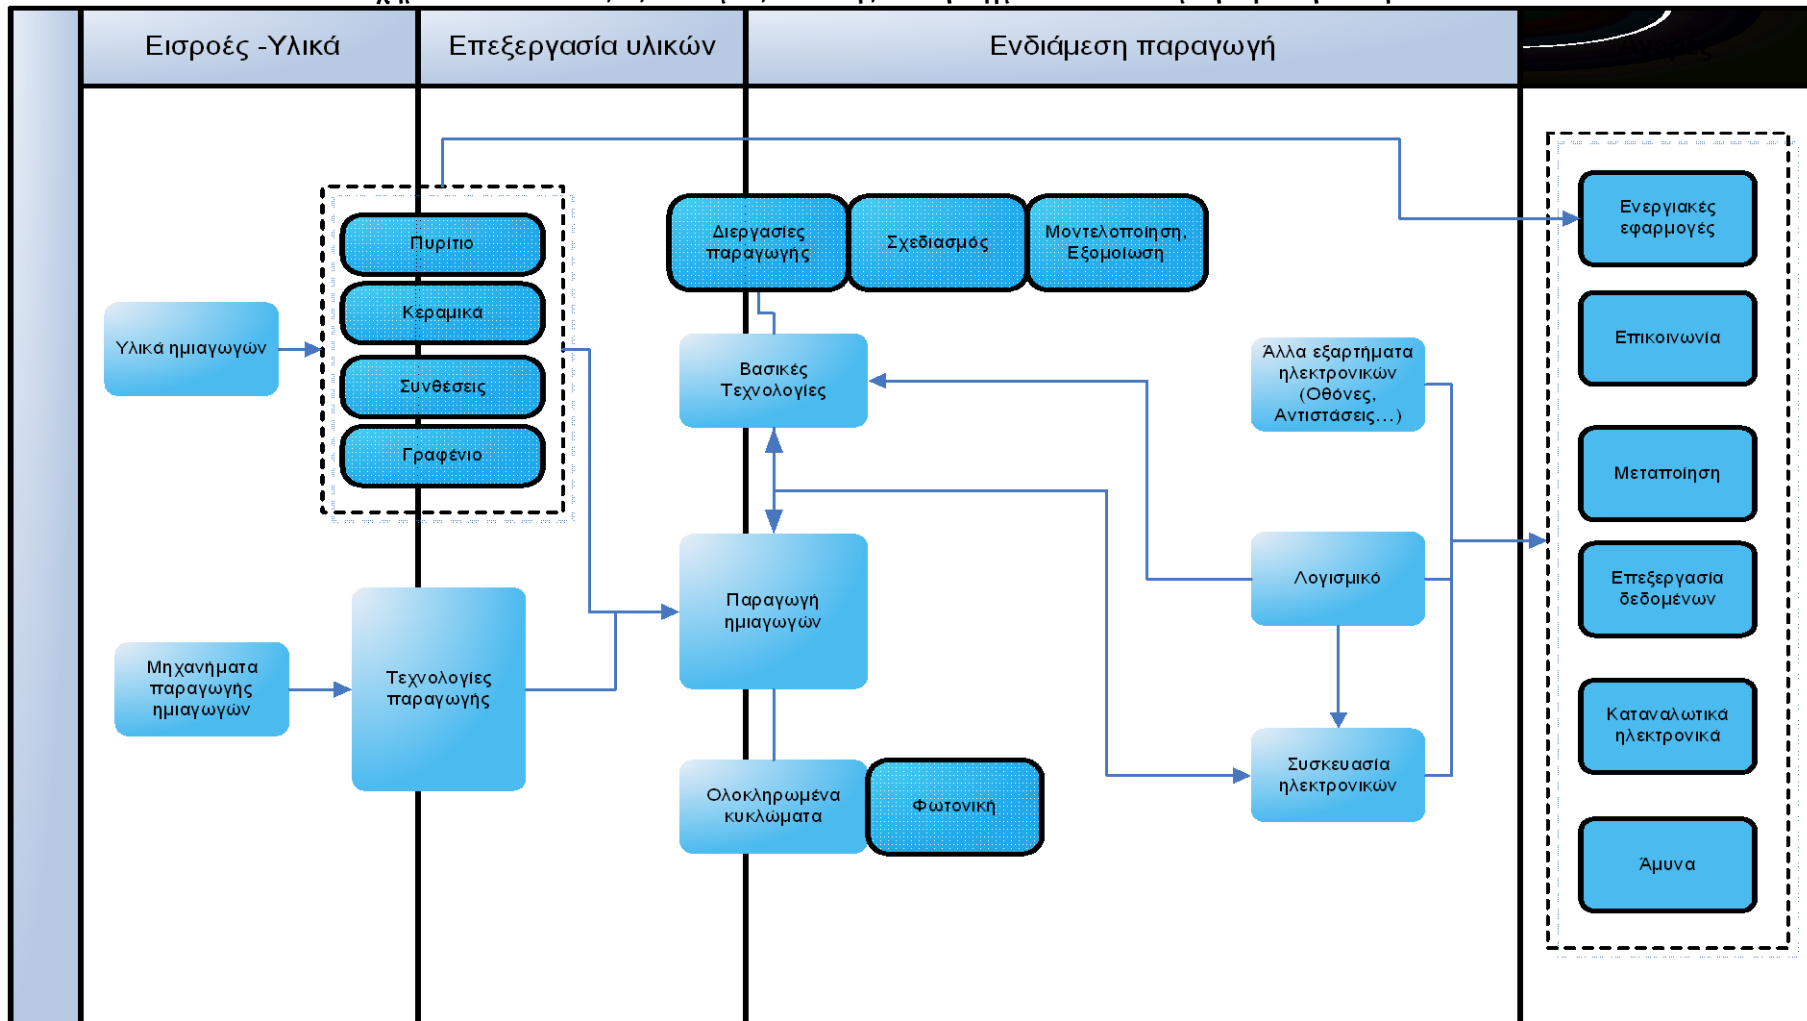 Εισροές -Υλικά
Επεξεργασία υλικών
Ενδιάμεση παραγωγή
Αγορές
Υλικά ημιαγωγών
Πυρίτιο
Κεραμικά
Συνθέσεις
Γραφένιο
Μηχανήματα
παραγωγής
ημιαγωγών
Τεχνολογίες
παραγωγής
Διεργασίες
παραγωγής
Σχεδιασμός
Μοντελοποίηση,
Εξομοίωση
Βασικές
Τεχνολογίες
Παραγωγή
ημιαγωγών
Ολοκληρωμένα
κυκλώματα
Φωτονική
Άλλα εξαρτήματα
ηλεκτρονικών
(Οθόνες,
Αντιστάσεις…)
Λογισμικό
Συσκευασία
ηλεκτρονικών
Ενεργιακές
εφαρμογές
Επικοινωνία
Μεταποίηση
Επεξεργασία
δεδομένων
Καταναλωτικά
ηλεκτρονικά
Άμυνα